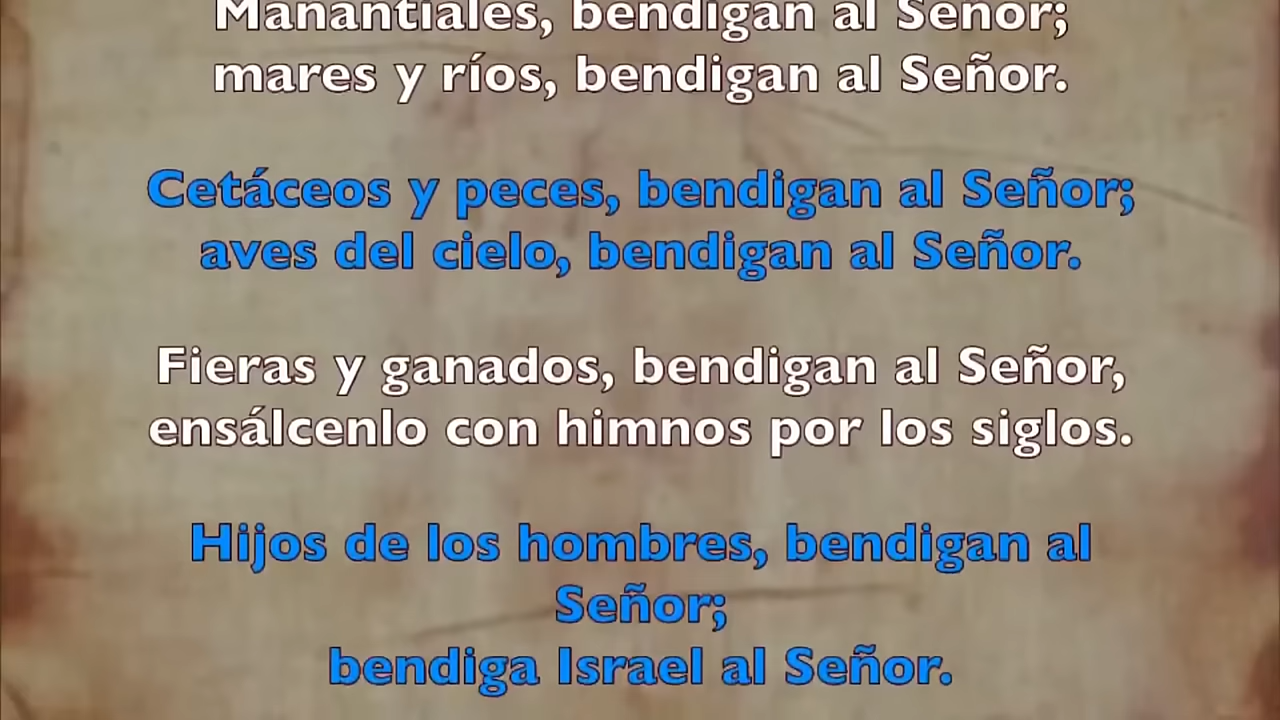 Manantiales, bendigan al Señor;
mares y ríos, bendigan al Señor.
Cetáceos y peces, bendigan al Señor;
aves del cielo, bendigan al Señor.
Fieras y ganados, bendigan al Señor,
ensálcenlo con himnos por los siglos.
Hijos de los hombres, bendigan al
Señor;
bendiga Israel al Señor.